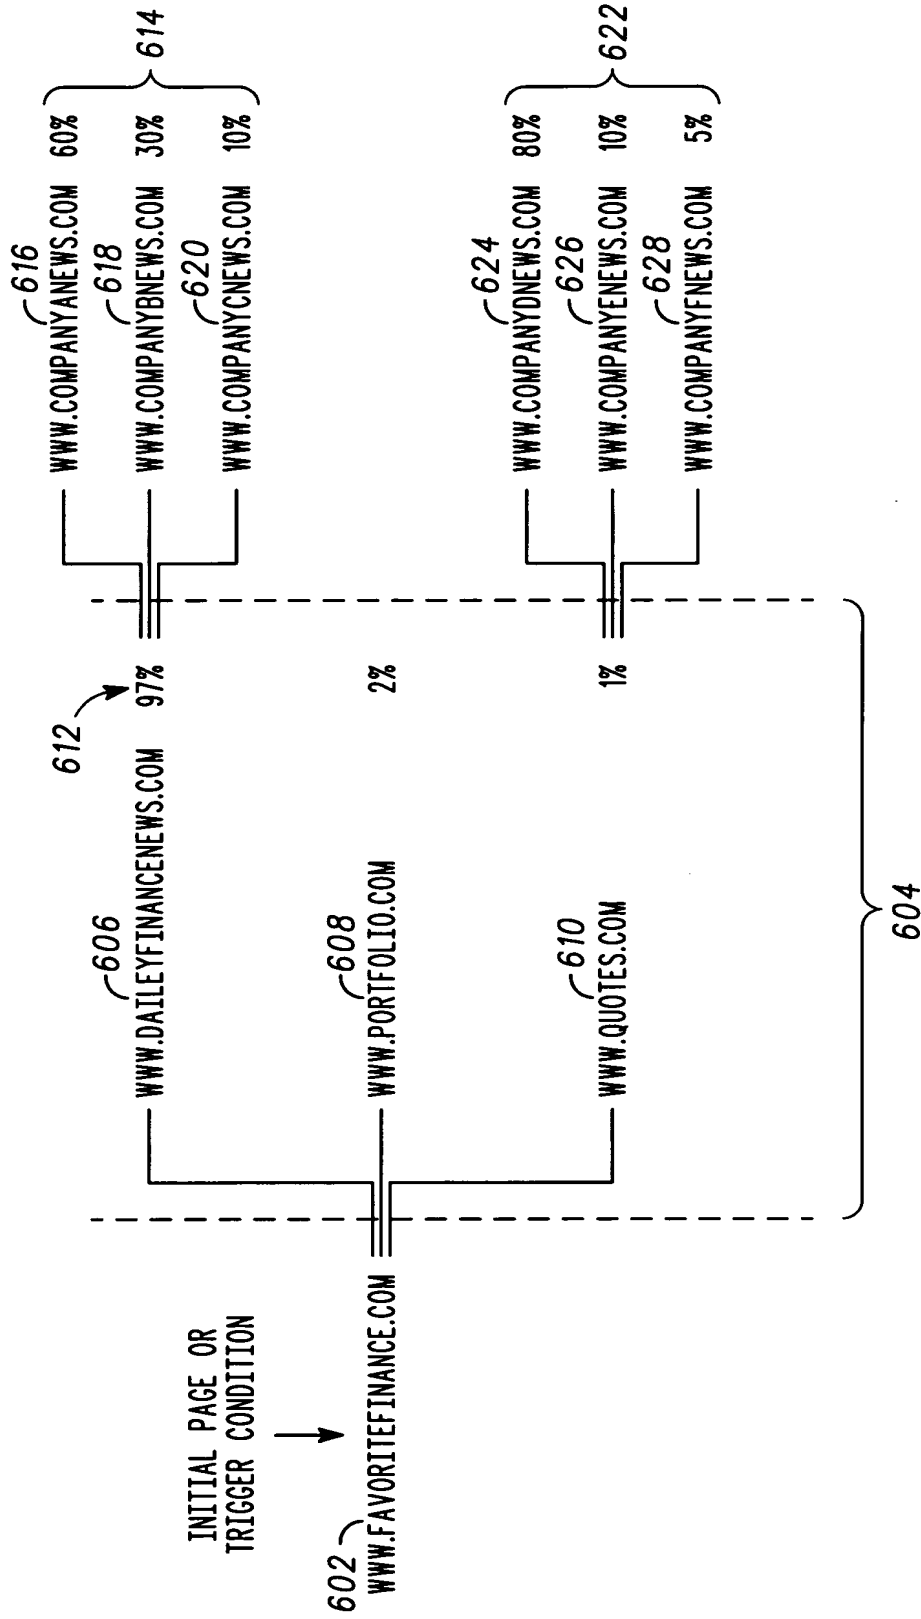 INITIAL PAGE OR
TRIGGER CONDITION
602
WWW.FAVORITEFINANCE.COM
606
WWW.DAILEYFINANCENEWS.COM 97%
612
608
WWW.PORTFOLIO.COM 2%
610
WWW.QUOTES.COM 1%
604
616
WWW.COMPANYANEWS.COM 60%
618
WWW.COMPANYBNEWS.COM 30%
620
WWW.COMPANYCNEWS.COM 10%
614
624
WWW.COMPANYDNEWS.COM 80%
626
WWW.COMPANYENEWS.COM 10%
628
WWW.COMPANYFNEWS.COM 5%
622